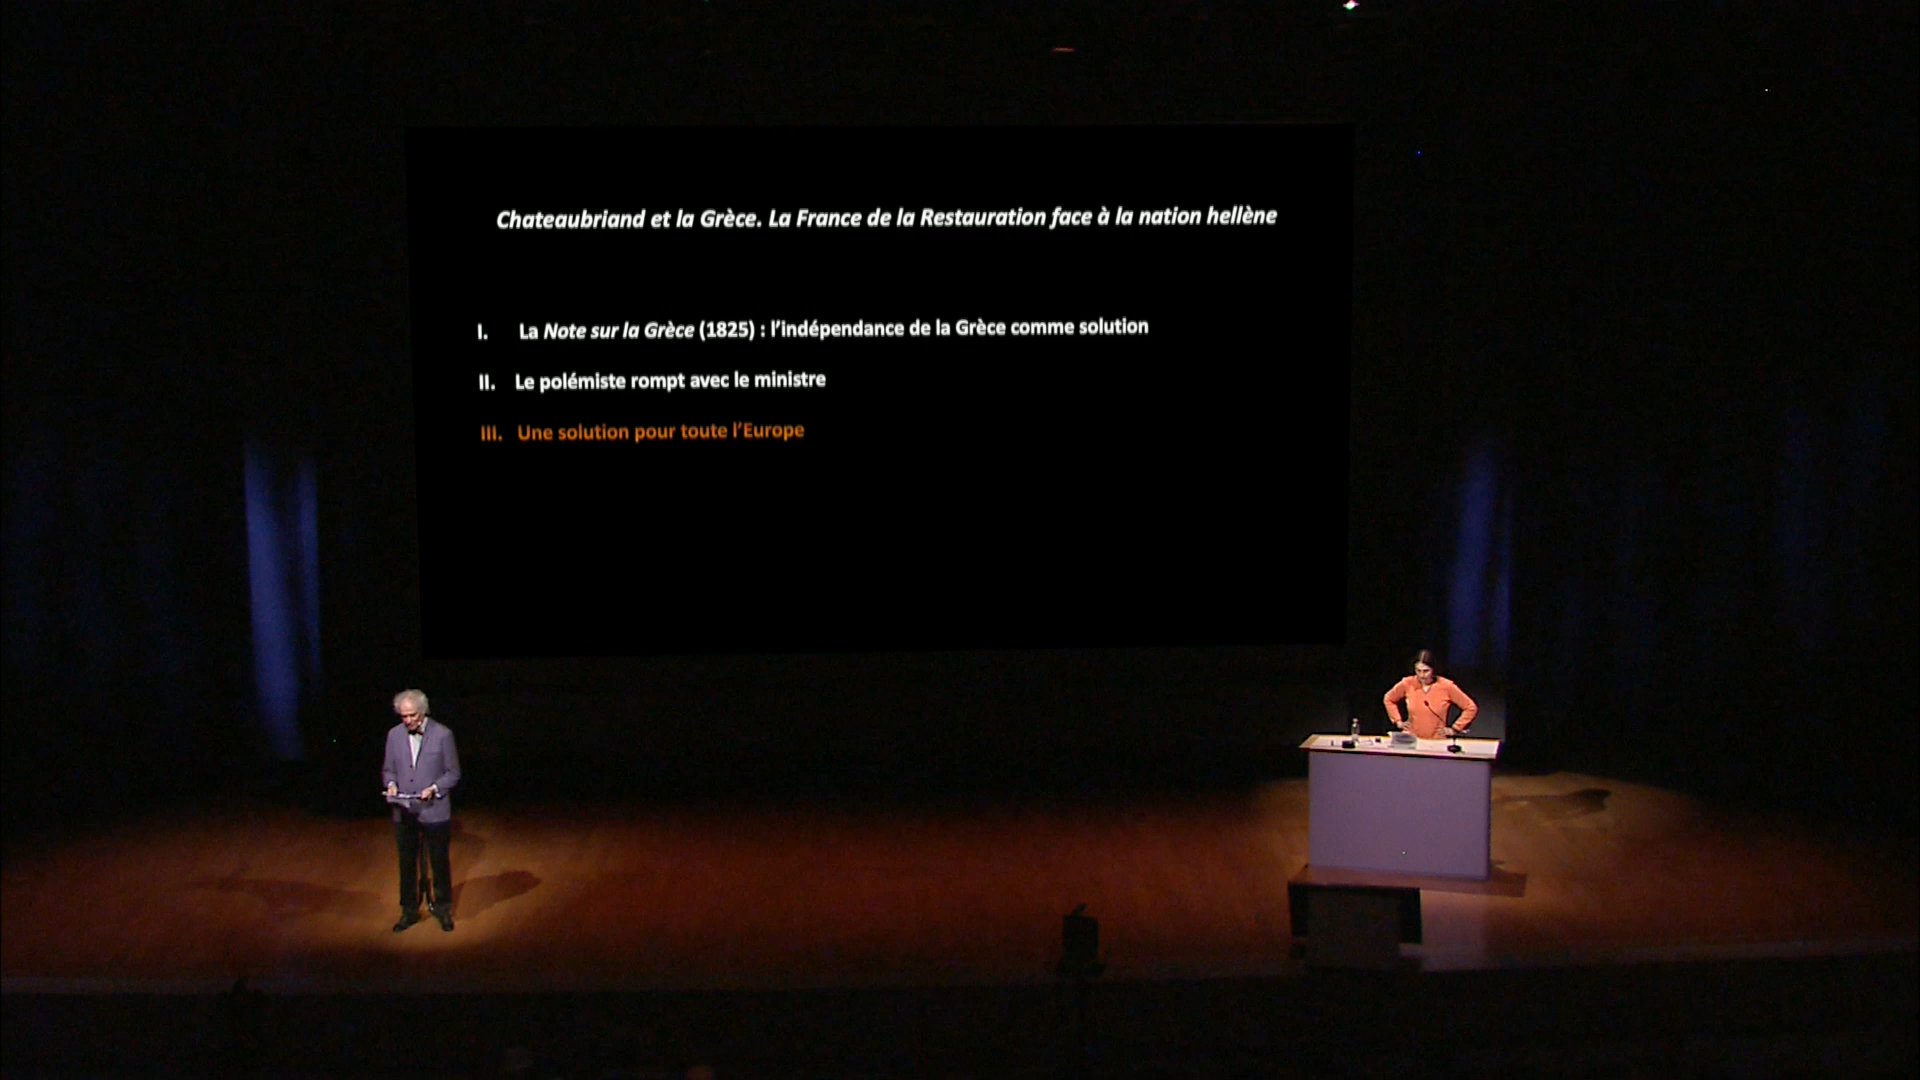 Chateaubriand et la Grèce. La France de la Restauration face à la nation hellène
I. La Note sur la Grèce (1825) : l’indépendance de la Grèce comme solution
II. Le polémiste rompt avec le ministre
III. Une solution pour toute l’Europe